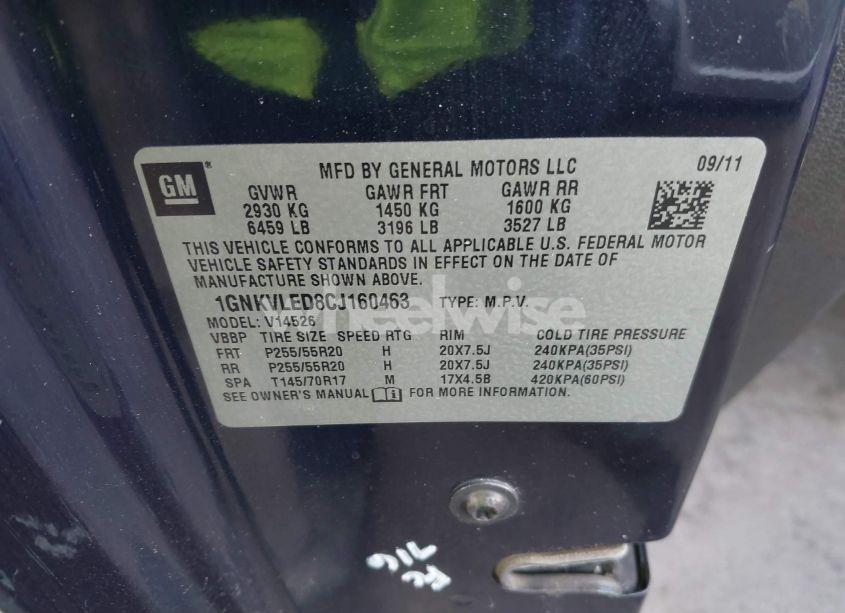 GM
MFD BY GENERAL MOTORS LLC 09/11
GVWR GAWR FRT GAWR RR
2930 KG 1450 KG 1600 KG
6459 LB 3196 LB 3527 LB
THIS VEHICLE CONFORMS TO ALL APPLICABLE U.S. FEDERAL MOTOR
VEHICLE SAFETY STANDARDS IN EFFECT ON THE DATE OF
MANUFACTURE SHOWN ABOVE.
1GNKVLED8CJ160463 TYPE: M.P.V.
MODEL: V14526
wheelwise
VBBP TIRE SIZE SPEED RTG RIM COLD TIRE PRESSURE
FRT P255/55R20 H 20X7.5J 240KPA(35PSI)
RR P255/55R20 H 20X7.5J 240KPA(35PSI)
SPA T145/70R17 M 17X4.5B 420KPA(60PSI)
SEE OWNER'S MANUAL FOR MORE INFORMATION.
716